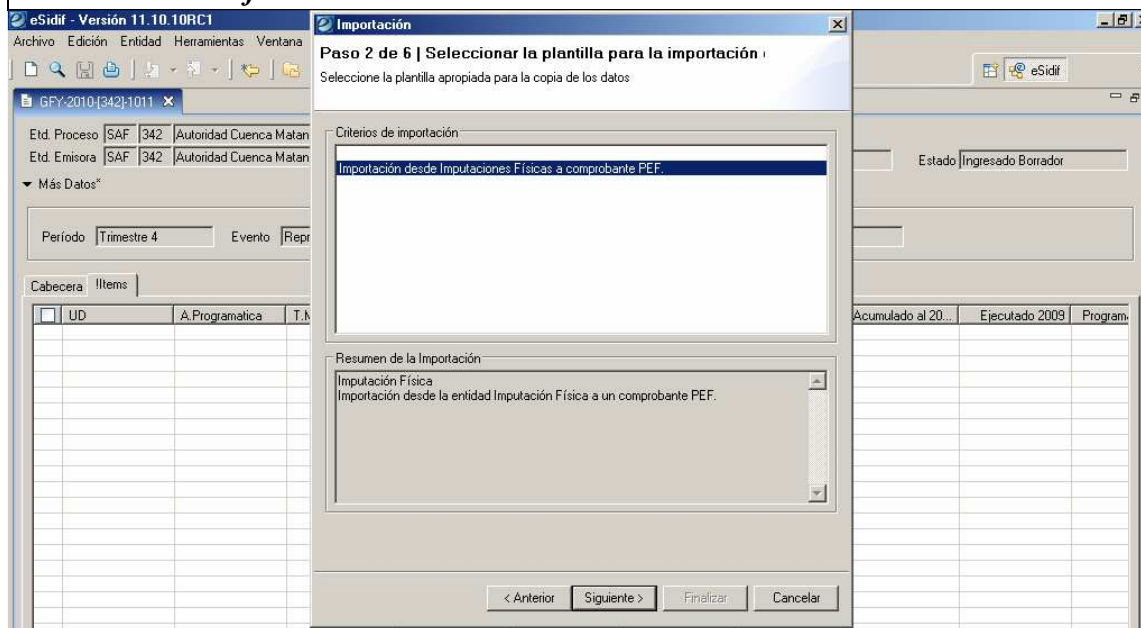 eSidif - Versión 11.10.10RC1
Archivo Edición Entidad Herramientas Ventana
eSidif
GFY-2010-[342]-1011
Etd. Proceso SAF 342 Autoridad Cuenca Matan
Etd. Emisora SAF 342 Autoridad Cuenca Matan
Estado Ingresado Borrador
Más Datos*
Período Trimestre 4 Evento Repr
Cabecera !Items
UD A.Programatica T.M Acumulado al 20... Ejecutado 2009 Program
Importación
Paso 2 de 6 | Seleccionar la plantilla para la importación
Seleccione la plantilla apropiada para la copia de los datos
Criterios de importación
Importación desde Imputaciones Físicas a comprobante PEF.
Resumen de la Importación
Imputación Física
Importación desde la entidad Imputación Física a un comprobante PEF.
< Anterior Siguiente > Finalizar Cancelar